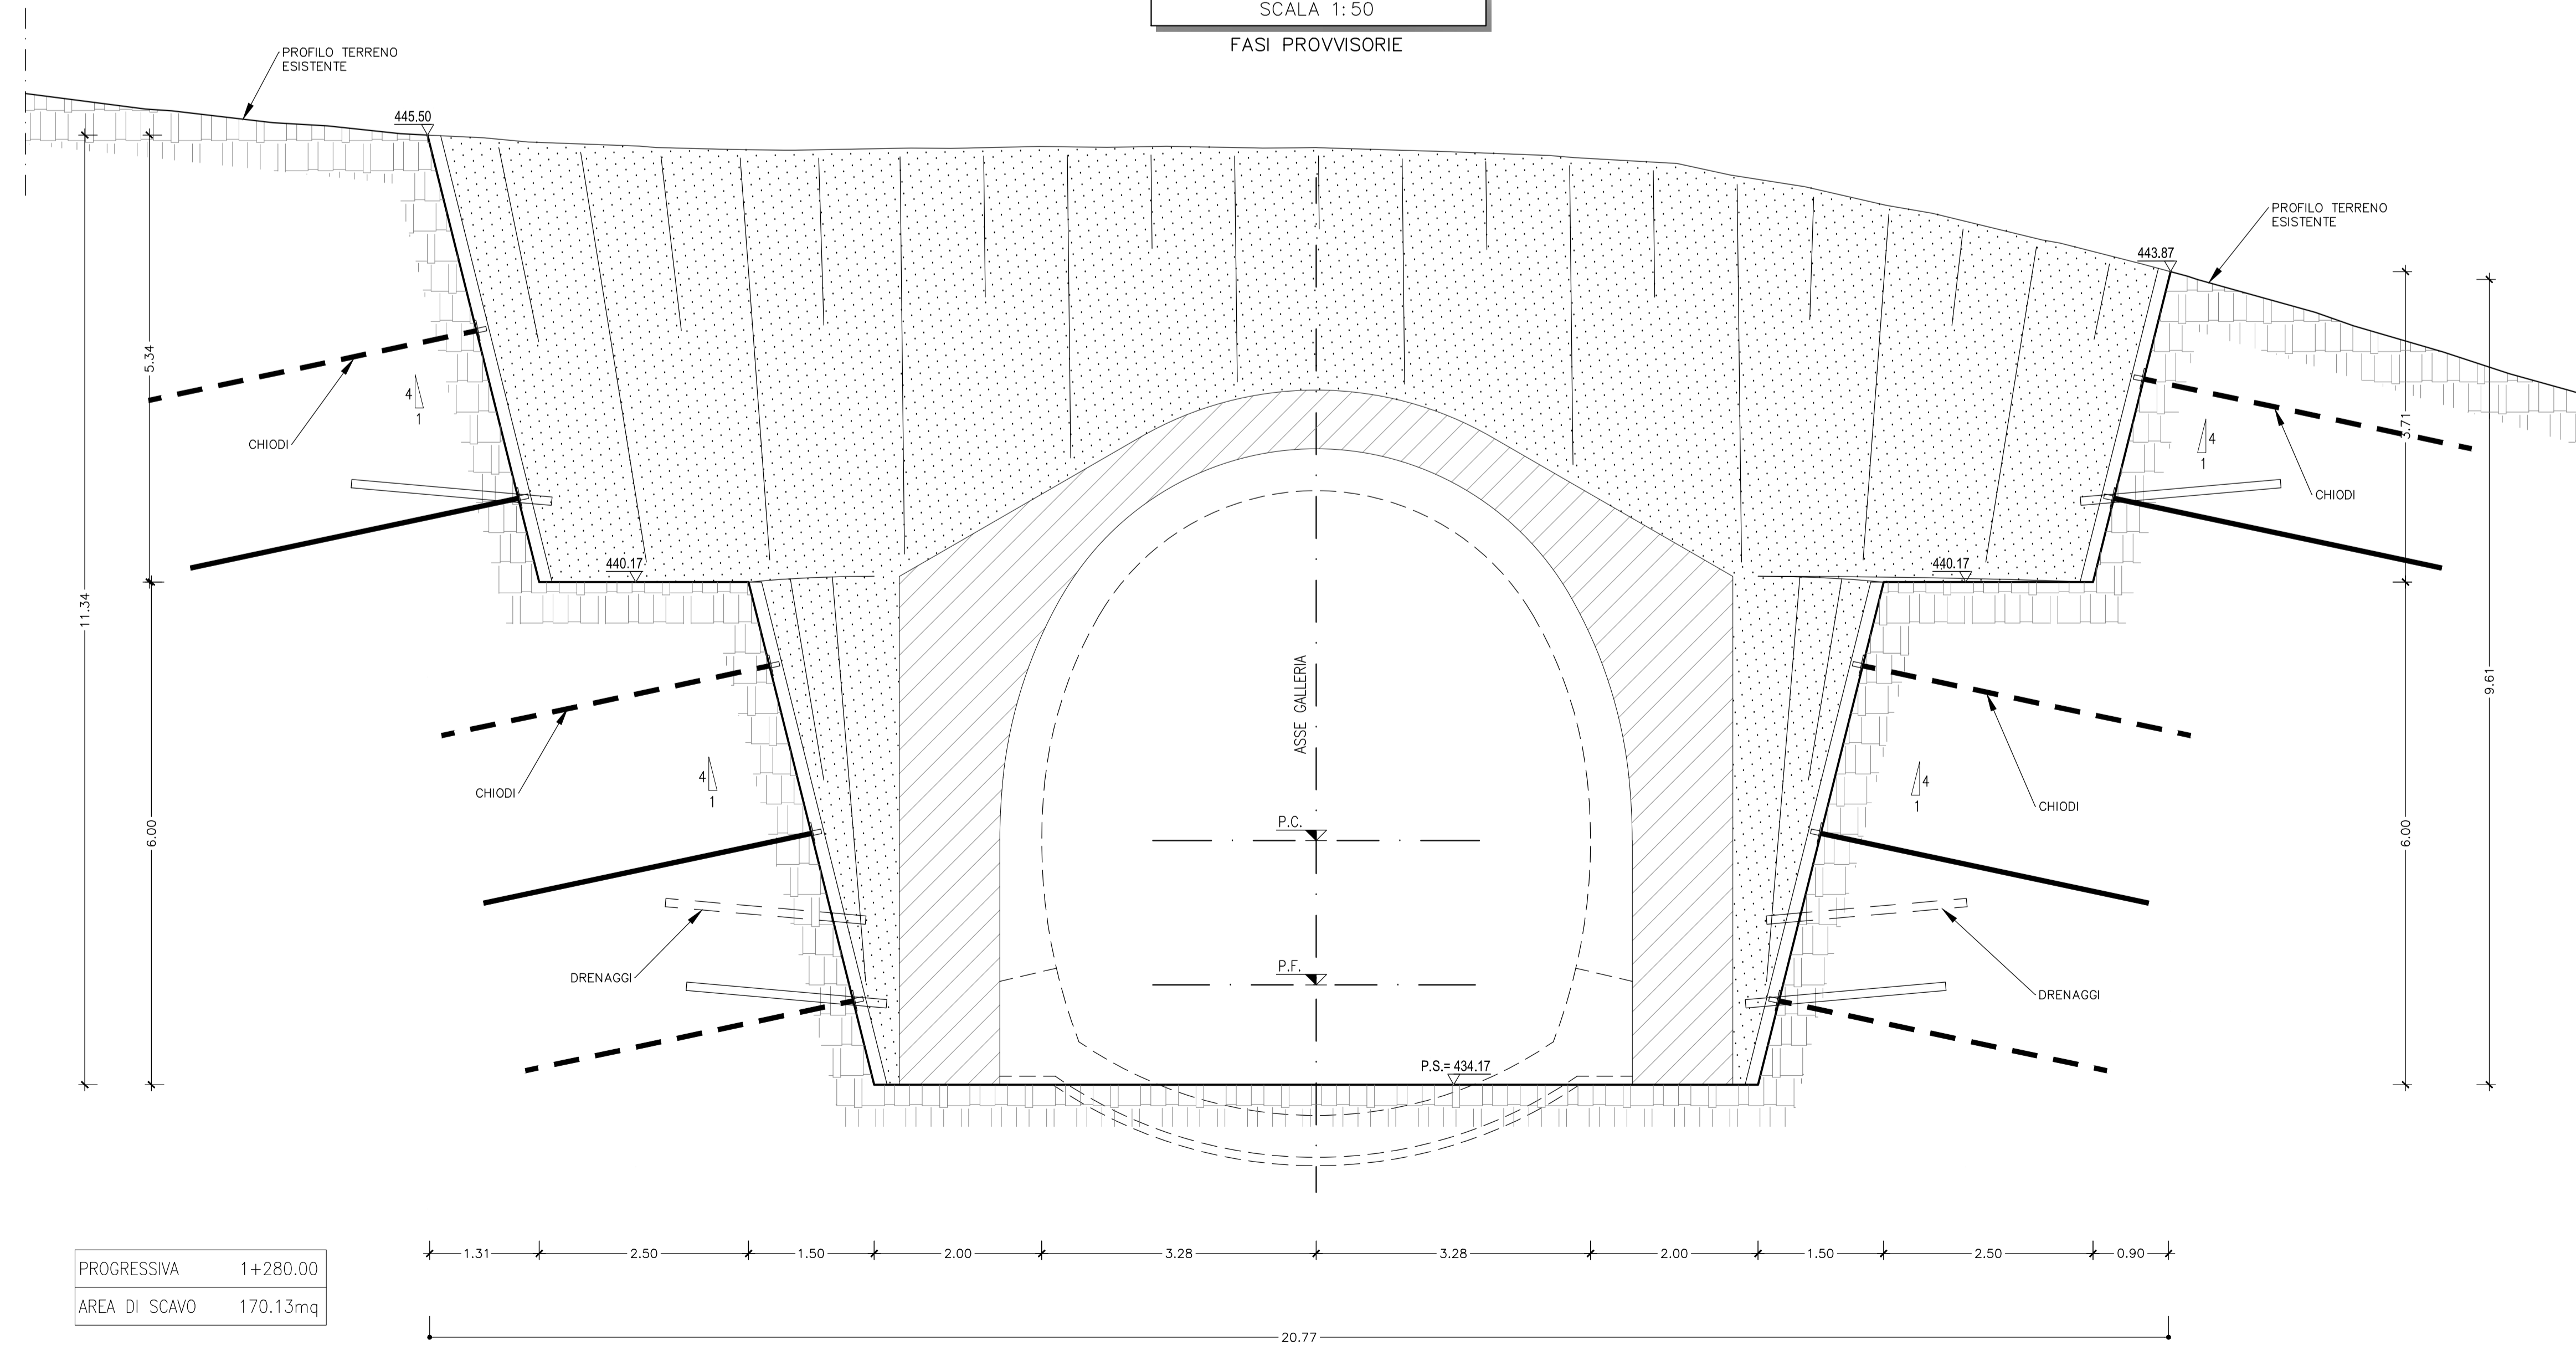 SCALA 1:50
FASI PROVVISORIE
PROFILO TERRENO
ESISTENTE
445.50
PROFILO TERRENO
ESISTENTE
443.87
5.34
4
1
CHIODI
3.71
4
1
CHIODI
440.17
440.17
11.34
9.61
ASSE GALLERIA
4
1
CHIODI
4
1
CHIODI
6.00
P.C.
6.00
P.F.
DRENAGGI
DRENAGGI
P.S.= 434.17
1.31
2.50
1.50
2.00
3.28
3.28
2.00
1.50
2.50
0.90
PROGRESSIVA 1+280.00
AREA DI SCAVO 170.13mq
20.77